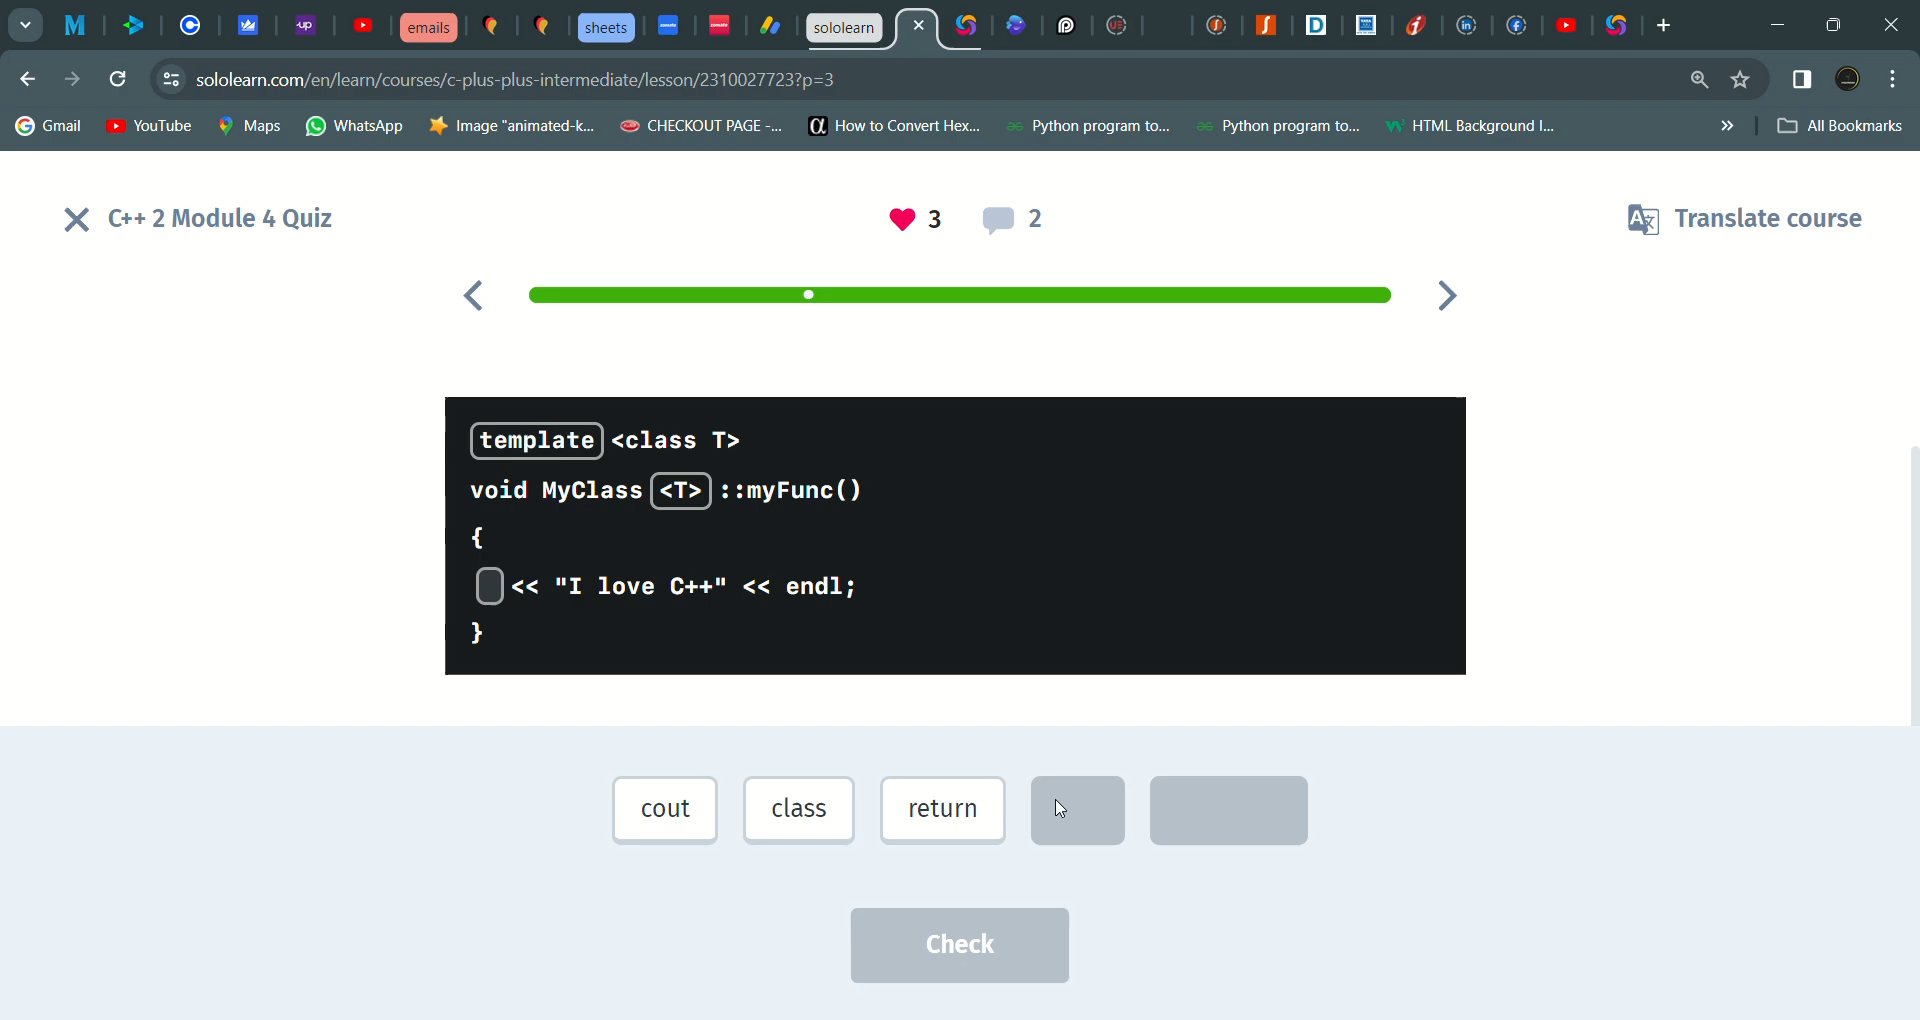 emails
sheets
sololearn
sololearn.com/en/learn/courses/c-plus-plus-intermediate/lesson/2310027723?p=3
Gmail YouTube Maps WhatsApp Image "animated-k... CHECKOUT PAGE -... How to Convert Hex... Python program to... Python program to... HTML Background I... » All Bookmarks
C++ 2 Module 4 Quiz 3 2 Translate course
template <class T>
void MyClass <T> ::myFunc()
{
<< "I love C++" << endl;
}
cout class return
Check